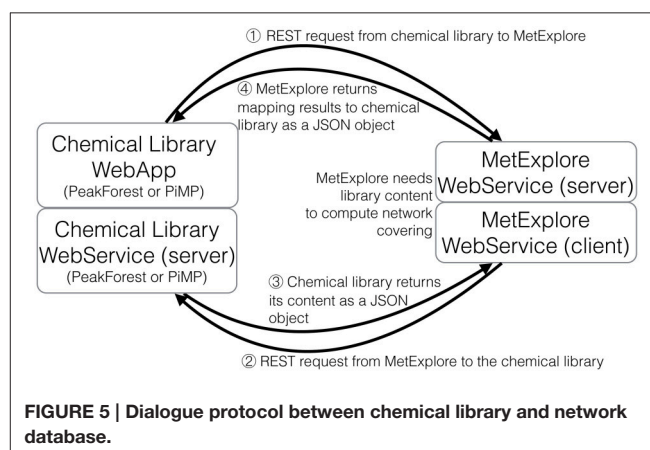 ① REST request from chemical library to MetExplore
④ MetExplore returns
mapping results to chemical
library as a JSON object
Chemical Library
WebApp
(PeakForest or PiMP)
Chemical Library
WebService (server)
(PeakForest or PiMP)
MetExplore needs
library content
to compute network
covering
MetExplore
WebService (server)
MetExplore
WebService (client)
③ Chemical library returns
its content as a JSON
object
② REST request from MetExplore to the chemical library
FIGURE 5 | Dialogue protocol between chemical library and network
database.